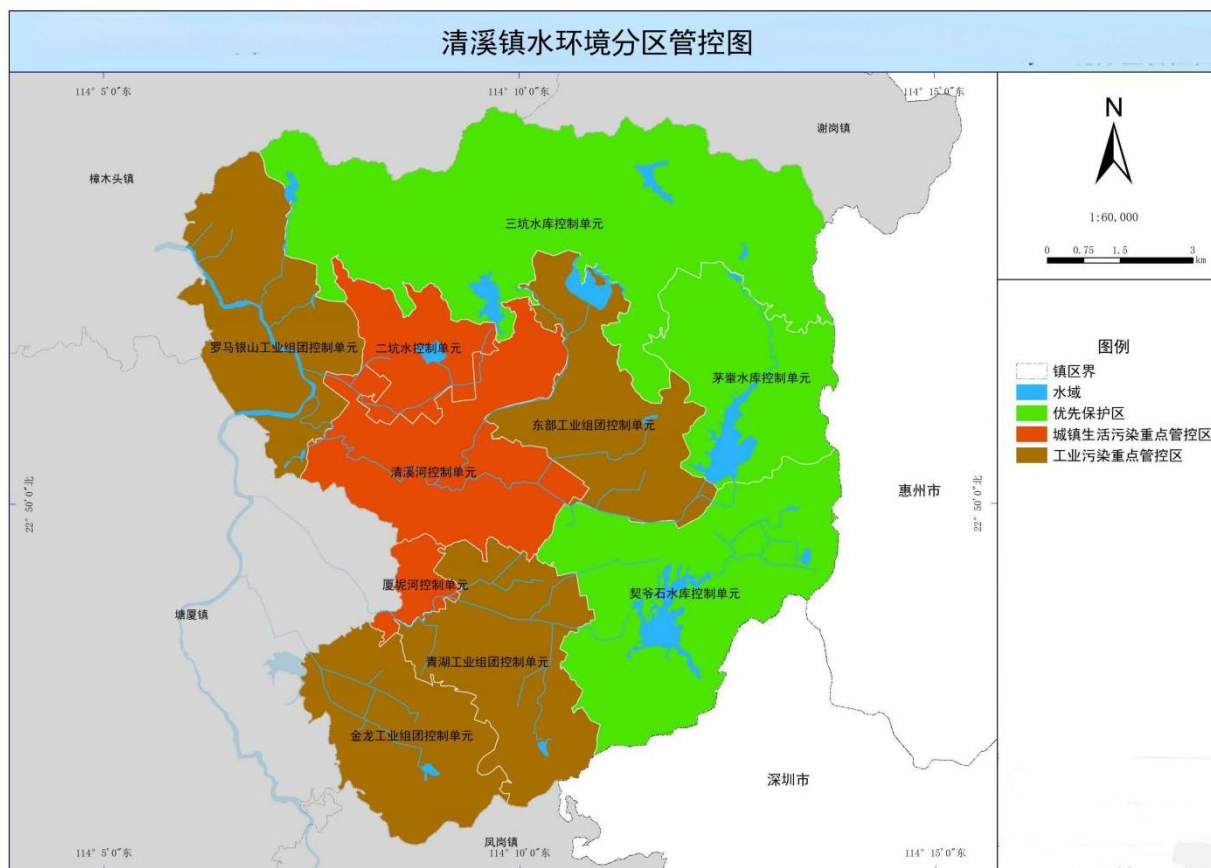 清溪镇水环境分区管控图
114° 5′0″东
114° 10′0″东
114° 15′0″东
谢岗镇
樟木头镇
N
1:60,000
0 0.75 1.5 3
km
三坑水库控制单元
罗马银山工业组团控制单元
二坑水控制单元
茅輋水库控制单元
东部工业组团控制单元
清溪河控制单元
惠州市
22° 50′0″北
22° 50′0″北
厦坭河控制单元
契爷石水库控制单元
塘厦镇
青湖工业组团控制单元
金龙工业组团控制单元
深圳市
凤岗镇
114° 5′0″东
114° 10′0″东
114° 15′0″东
图例
镇区界
水域
优先保护区
城镇生活污染重点管控区
工业污染重点管控区